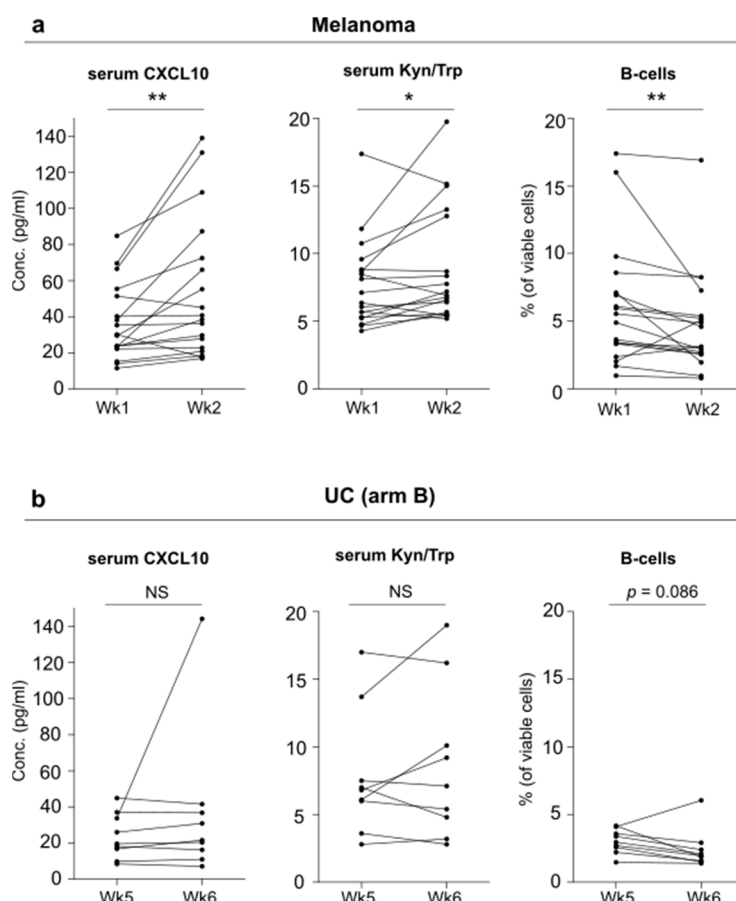 a
Melanoma
serum CXCL10
serum Kyn/Trp
B-cells
**
*
**
Conc. (pg/ml)
140
120
100
80
60
40
20
0
Wk1
Wk2
20
15
10
5
0
Wk1
Wk2
% (of viable cells)
20
15
10
5
0
Wk1
Wk2
b
UC (arm B)
serum CXCL10
serum Kyn/Trp
B-cells
NS
NS
p = 0.086
Conc. (pg/ml)
140
120
100
80
60
40
20
0
Wk5
Wk6
20
15
10
5
0
Wk5
Wk6
% (of viable cells)
20
15
10
5
0
Wk5
Wk6